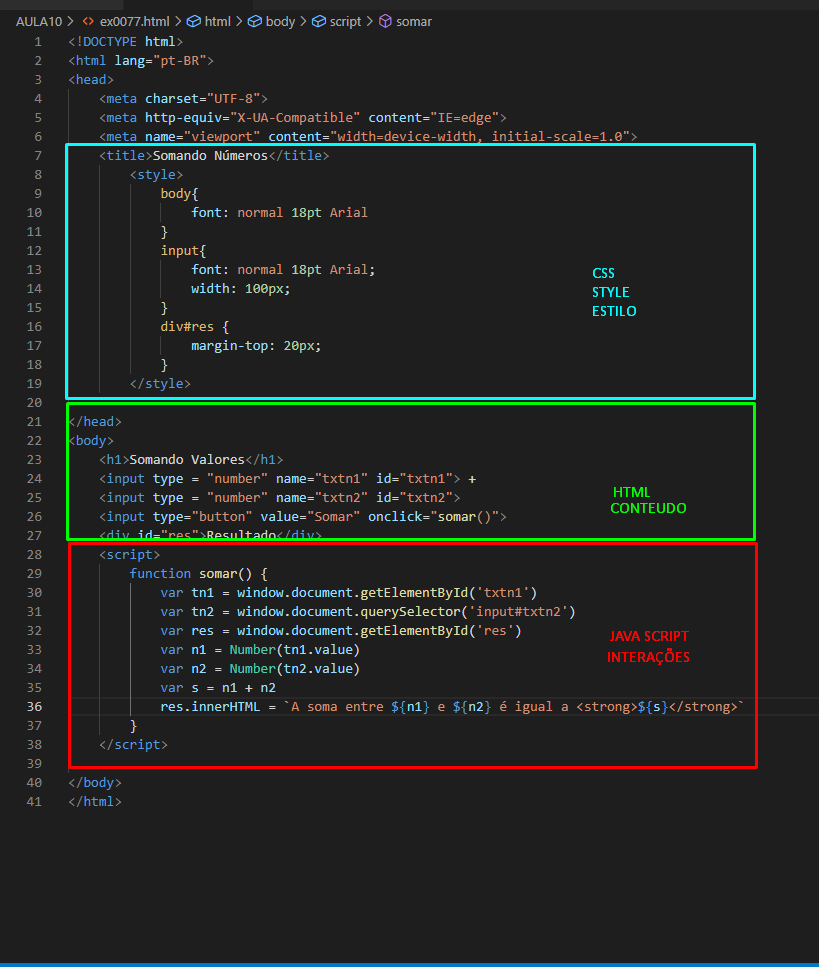 AULA10 > <> ex0077.html > html > body > script > somar
1 <!DOCTYPE html>
2 <html lang="pt-BR">
3 <head>
4 <meta charset="UTF-8">
5 <meta http-equiv="X-UA-Compatible" content="IE=edge">
6 <meta name="viewport" content="width=device-width, initial-scale=1.0">
7 <title>Somando Números</title>
8 <style>
9 body{
10 font: normal 18pt Arial
11 }
12 input{
13 font: normal 18pt Arial;
14 width: 100px;
15 }
16 div#res {
17 margin-top: 20px;
18 }
19 </style>
CSS
STYLE
ESTILO
20
21 </head>
22 <body>
23 <h1>Somando Valores</h1>
24 <input type = "number" name="txtn1" id="txtn1"> +
25 <input type = "number" name="txtn2" id="txtn2">
26 <input type="button" value="Somar" onclick="somar()">
27 <div id="res">Resultado</div>
HTML
CONTEUDO
28 <script>
29 function somar() {
30 var tn1 = window.document.getElementById('txtn1')
31 var tn2 = window.document.querySelector('input#txtn2')
32 var res = window.document.getElementById('res')
33 var n1 = Number(tn1.value)
34 var n2 = Number(tn2.value)
35 var s = n1 + n2
36 res.innerHTML = `A soma entre ${n1} e ${n2} é igual a <strong>${s}</strong>`
37 }
38 </script>
JAVA SCRIPT
INTERAÇÕES
39
40 </body>
41 </html>